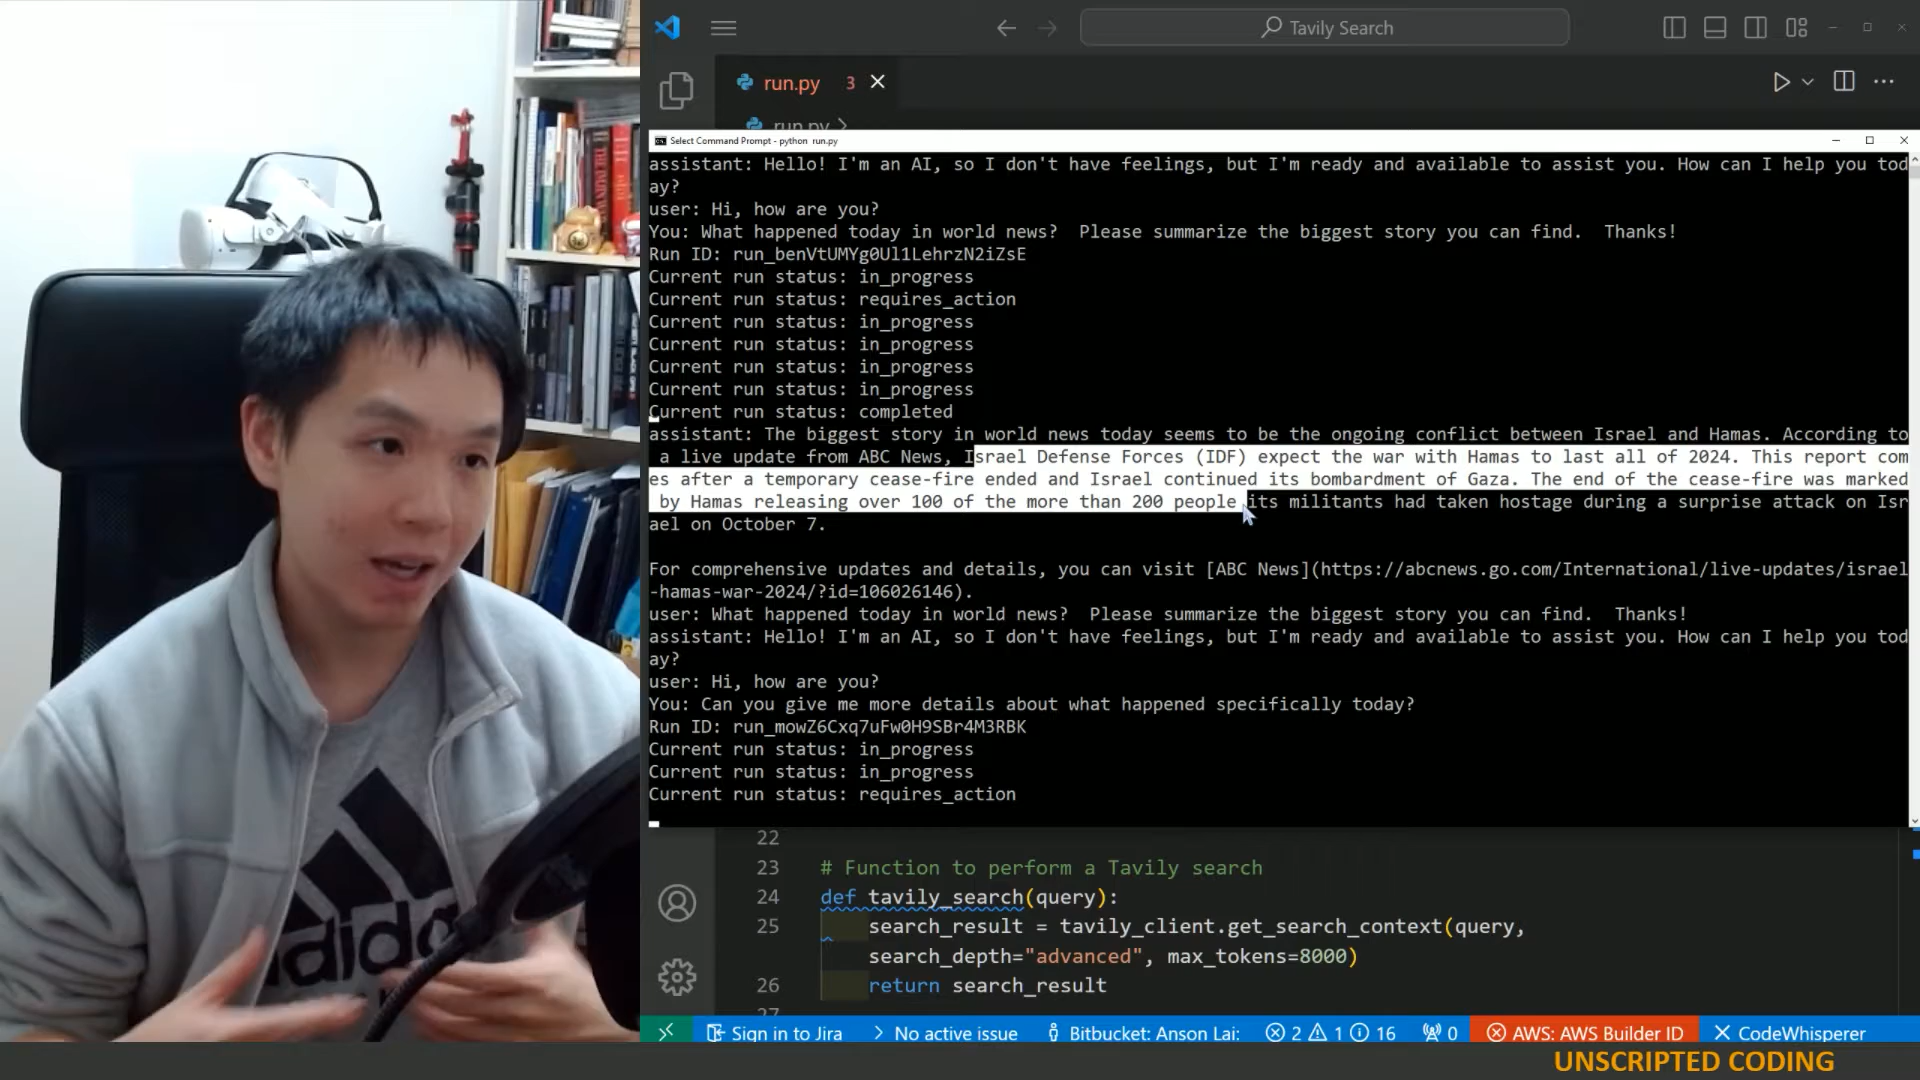 Tavily Search
run.py 3
run.py
Select Command Prompt - python run.py
assistant: Hello! I'm an AI, so I don't have feelings, but I'm ready and available to assist you. How can I help you tod
ay?
user: Hi, how are you?
You: What happened today in world news?  Please summarize the biggest story you can find.  Thanks!
Run ID: run_benVtUMYg0Ul1LehrzN2iZsE
Current run status: in_progress
Current run status: requires_action
Current run status: in_progress
Current run status: in_progress
Current run status: in_progress
Current run status: in_progress
Current run status: completed
assistant: The biggest story in world news today seems to be the ongoing conflict between Israel and Hamas. According to
 a live update from ABC News, Israel Defense Forces (IDF) expect the war with Hamas to last all of 2024. This report com
es after a temporary cease-fire ended and Israel continued its bombardment of Gaza. The end of the cease-fire was marked
 by Hamas releasing over 100 of the more than 200 people its militants had taken hostage during a surprise attack on Isr
ael on October 7.
For comprehensive updates and details, you can visit [ABC News](https://abcnews.go.com/International/live-updates/israel
-hamas-war-2024/?id=106026146).
user: What happened today in world news?  Please summarize the biggest story you can find.  Thanks!
assistant: Hello! I'm an AI, so I don't have feelings, but I'm ready and available to assist you. How can I help you tod
ay?
user: Hi, how are you?
You: Can you give me more details about what happened specifically today?
Run ID: run_mowZ6Cxq7uFw0H9SBr4M3RBK
Current run status: in_progress
Current run status: in_progress
Current run status: requires_action
22
23 # Function to perform a Tavily search
24 def tavily_search(query):
25 search_result = tavily_client.get_search_context(query,
search_depth="advanced", max_tokens=8000)
26 return search_result
27
Sign in to Jira No active issue Bitbucket: Anson Lai: 2 1 16 0 AWS: AWS Builder ID CodeWhisperer
UNSCRIPTED CODING
adidas